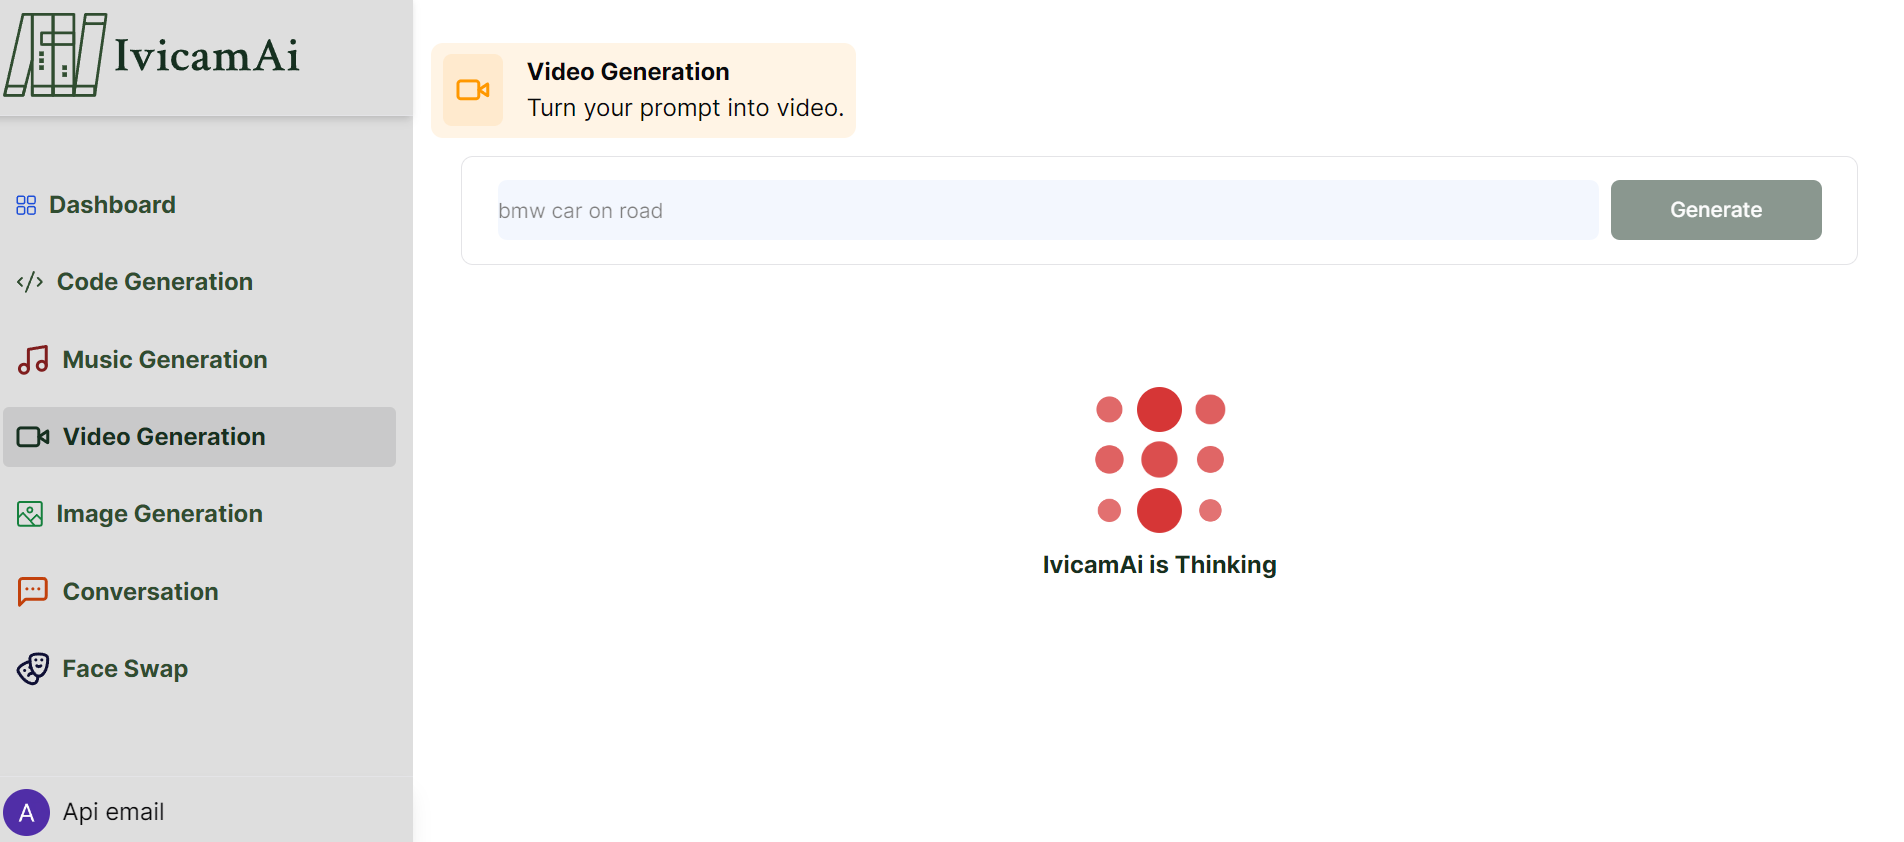 IvicamAi
Dashboard
Code Generation
Music Generation
Video Generation
Image Generation
Conversation
Face Swap
A Api email
Video Generation
Turn your prompt into video.
bmw car on road
Generate
IvicamAi is Thinking